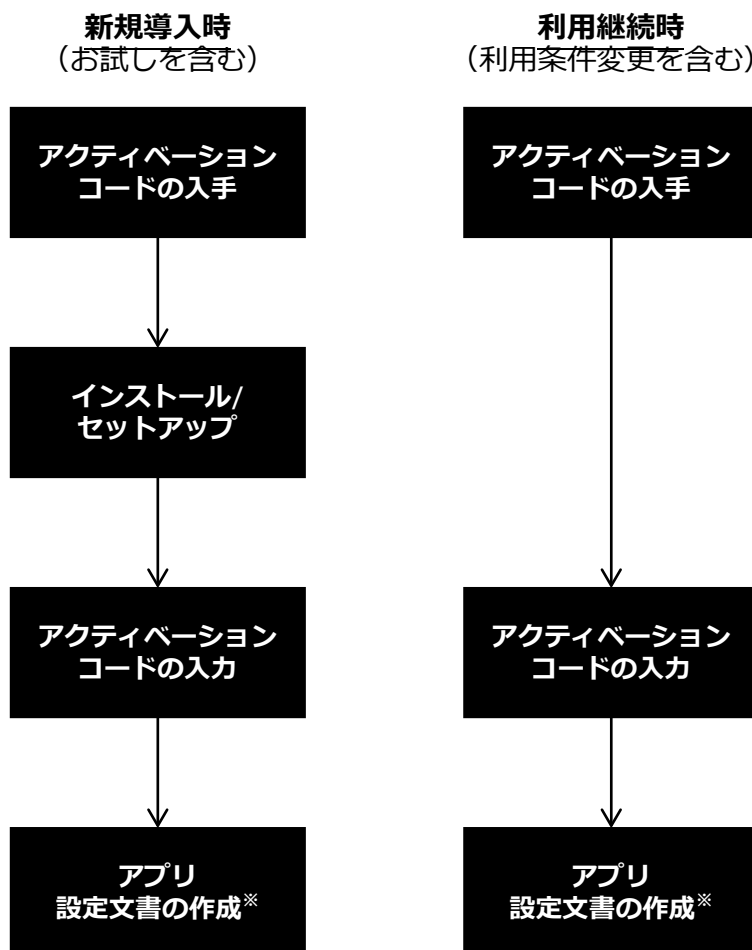 新規導入時
（お試しを含む）
アクティベーション
コードの入手
インストール/
セットアップ
アクティベーション
コードの入力
アプリ
設定文書の作成※
利用継続時
（利用条件変更を含む）
アクティベーション
コードの入手
アクティベーション
コードの入力
アプリ
設定文書の作成※